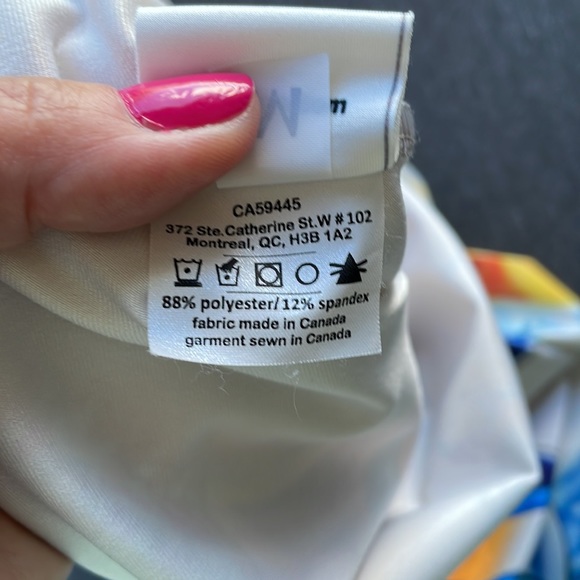 M
m
CA59445
372 Ste.Catherine St.W # 102
Montreal, QC, H3B 1A2
88% polyester/12% spandex
fabric made in Canada
garment sewn in Canada